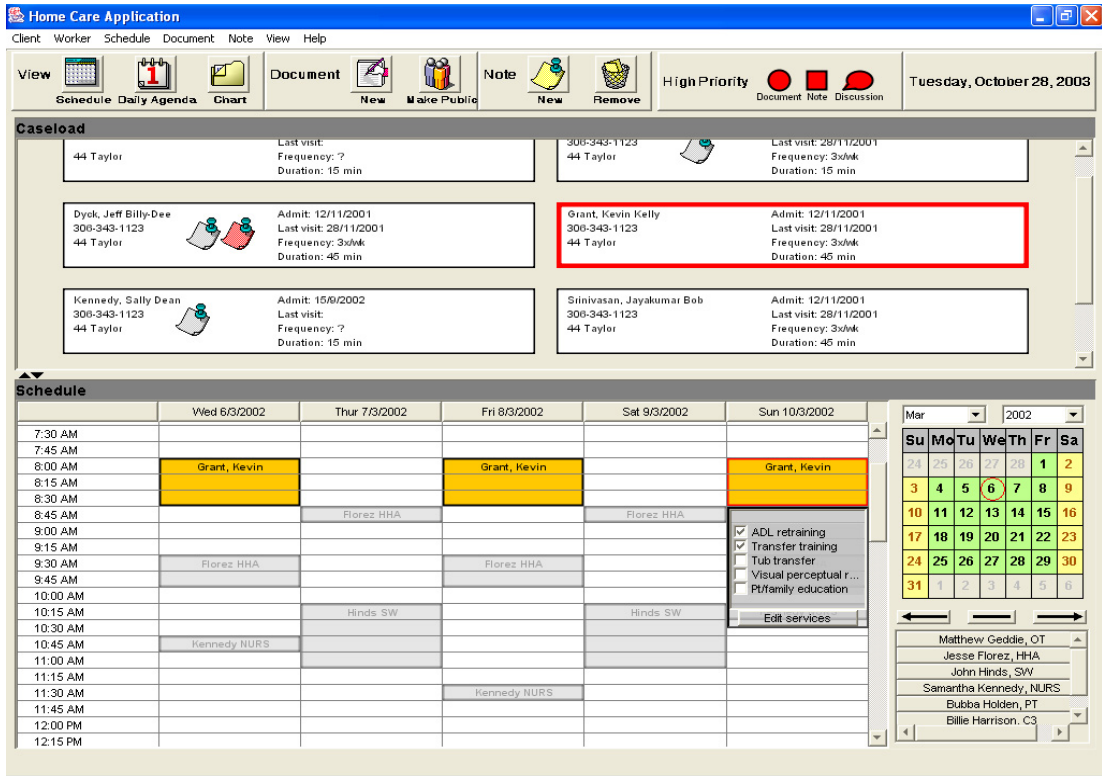 Home Care Application
Client Worker Schedule Document Note View Help
View Schedule Daily Agenda Chart Document New Make Public Note New Remove High Priority Document Note Discussion Tuesday, October 28, 2003
Caseload
Last visit:
44 Taylor Frequency: ?
Duration: 15 min
306-343-1123 Last visit: 28/11/2001
44 Taylor Frequency: 3x/wk
Duration: 15 min
Dyck, Jeff Billy-Dee Admit: 12/11/2001
306-343-1123 Last visit: 28/11/2001
44 Taylor Frequency: 3x/wk
Duration: 45 min
Grant, Kevin Kelly Admit: 12/11/2001
306-343-1123 Last visit: 28/11/2001
44 Taylor Frequency: 3x/wk
Duration: 45 min
Kennedy, Sally Dean Admit: 15/9/2002
306-343-1123 Last visit:
44 Taylor Frequency: ?
Duration: 15 min
Srinivasan, Jayakumar Bob Admit: 12/11/2001
306-343-1123 Last visit: 28/11/2001
44 Taylor Frequency: 3x/wk
Duration: 45 min
Schedule
Wed 6/3/2002 Thur 7/3/2002 Fri 8/3/2002 Sat 9/3/2002 Sun 10/3/2002
7:30 AM
7:45 AM
8:00 AM Grant, Kevin Grant, Kevin Grant, Kevin
8:15 AM
8:30 AM
8:45 AM Florez HHA Florez HHA
9:00 AM ADL retraining
9:15 AM Transfer training
9:30 AM Florez HHA Florez HHA Tub transfer
9:45 AM Visual perceptual r...
10:00 AM Pt/family education
10:15 AM Hinds SW Hinds SW
10:30 AM Edit services
10:45 AM Kennedy NURS
11:00 AM
11:15 AM
11:30 AM Kennedy NURS
11:45 AM
12:00 PM
12:15 PM
Mar 2002
Su Mo Tu We Th Fr Sa
24 25 26 27 28 1 2
3 4 5 6 7 8 9
10 11 12 13 14 15 16
17 18 19 20 21 22 23
24 25 26 27 28 29 30
31 1 2 3 4 5 6
Matthew Geddie, OT
Jesse Florez, HHA
John Hinds, SW
Samantha Kennedy, NURS
Bubba Holden, PT
Billie Harrison. C3